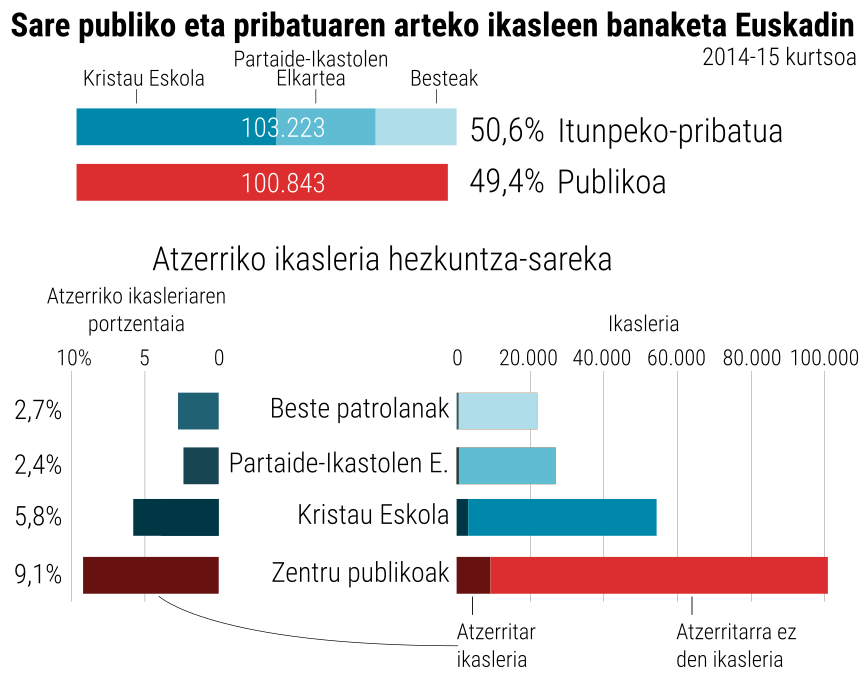 Sare publiko eta pribatuaren arteko ikasleen banaketa Euskadin
2014-15 kurtsoa
Kristau Eskola
Partaide-Ikastolen
Elkartea
Besteak
103.223
50,6% Itunpeko-pribatua
100.843
49,4% Publikoa
Atzerriko ikasleria hezkuntza-sareka
Atzerriko ikasleriaren
portzentaia
Ikasleria
10% 5 0
0 20.000 40.000 60.000 80.000 100.000
2,7% Beste patrolanak
2,4% Partaide-Ikastolen E.
5,8% Kristau Eskola
9,1% Zentru publikoak
Atzerritar
ikasleria
Atzerritarra ez
den ikasleria